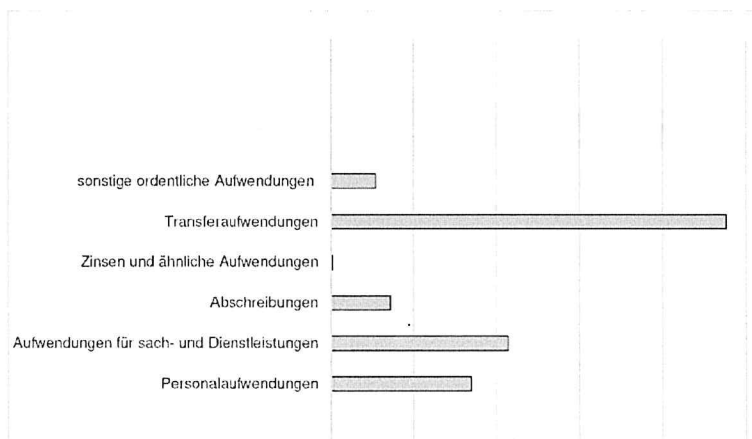 sonstige ordentliche Aufwendungen
Transferaufwendungen
Zinsen und ähnliche Aufwendungen
Abschreibungen
Aufwendungen für sach- und Dienstleistungen
Personalaufwendungen